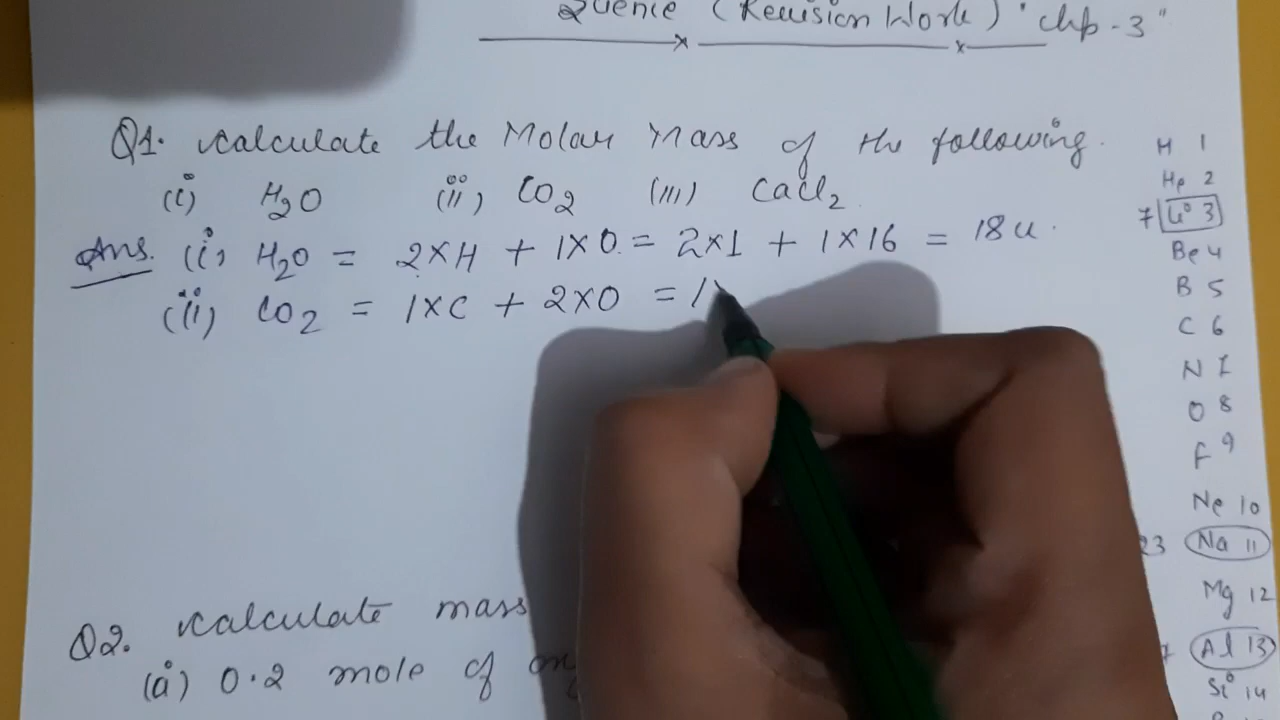 (Revision Work) "Chp-3"
Q1. Calculate the Molar Mass of the following.
(i) H2O (ii) CO2 (iii) CaCl2
Ans. (i) H2O = 2×H + 1×O = 2×1 + 1×16 = 18u.
(ii) CO2 = 1×C + 2×O = 1×
Q2. Calculate mass
(a) 0.2 mole of
H 1
He 2
7 Li 3
Be 4
B 5
C 6
N 7
O 8
F 9
Ne 10
23 Na 11
Mg 12
7 Al 13
Si 14